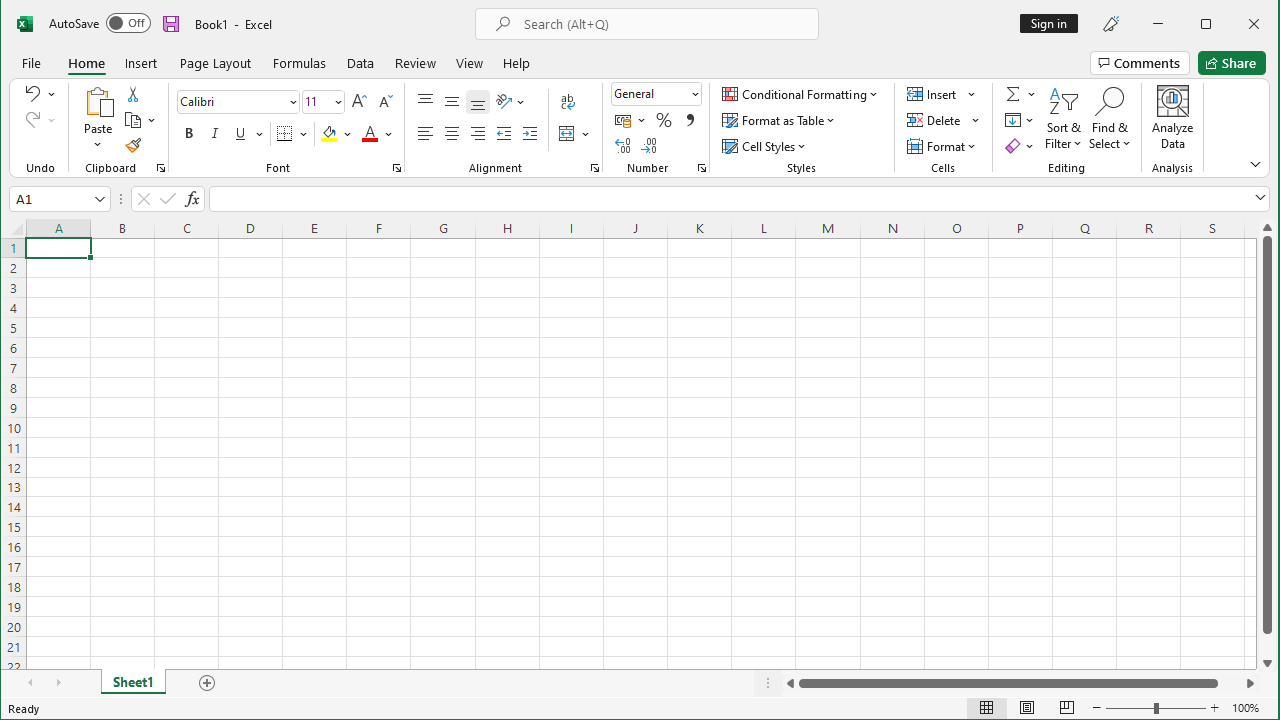 AutoSave Off Book1 - Excel Search (Alt+Q) Sign in
File Home Insert Page Layout Formulas Data Review View Help Comments Share
Calibri 11 General Conditional Formatting Insert
Paste Format as Table Delete Sort & Filter Find & Select Analyze Data
B I U A % Cell Styles Format
Undo Clipboard Font Alignment Number Styles Cells Editing Analysis
A1 fx
A B C D E F G H I J K L M N O P Q R S
1
2
3
4
5
6
7
8
9
10
11
12
13
14
15
16
17
18
19
20
21
22
Sheet1
Ready 100%